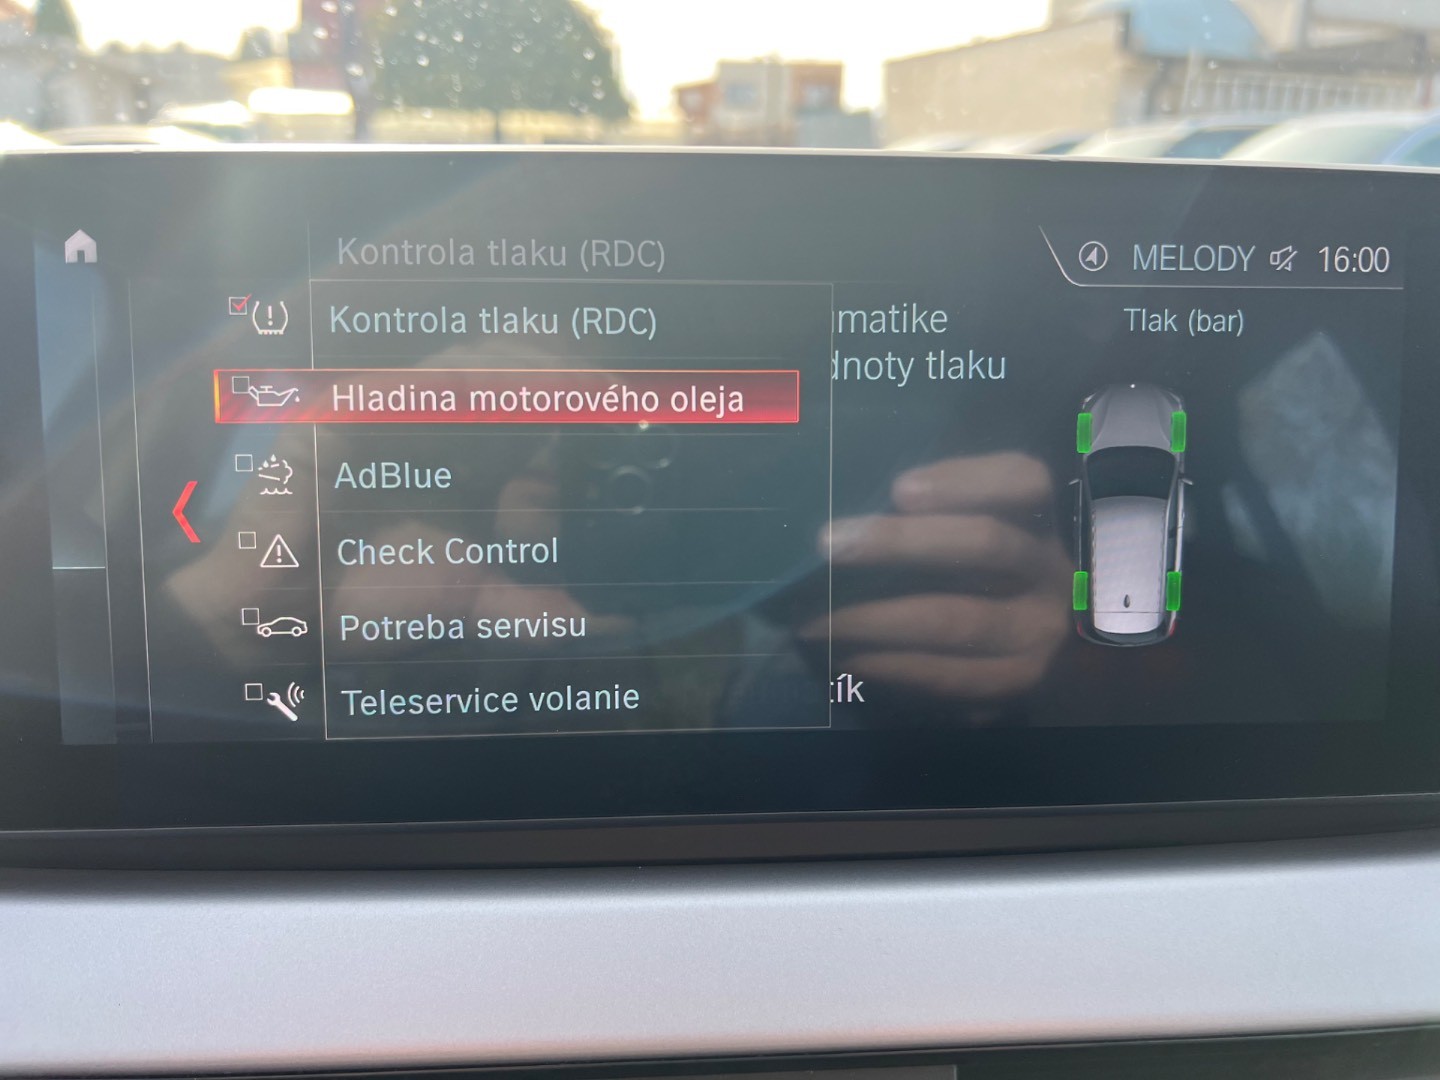 Kontrola tlaku (RDC)
MELODY 16:00
Kontrola tlaku (RDC)
Hladina motorového oleja
AdBlue
Check Control
Potreba servisu
Teleservice volanie
matike
dnoty tlaku
ík
Tlak (bar)